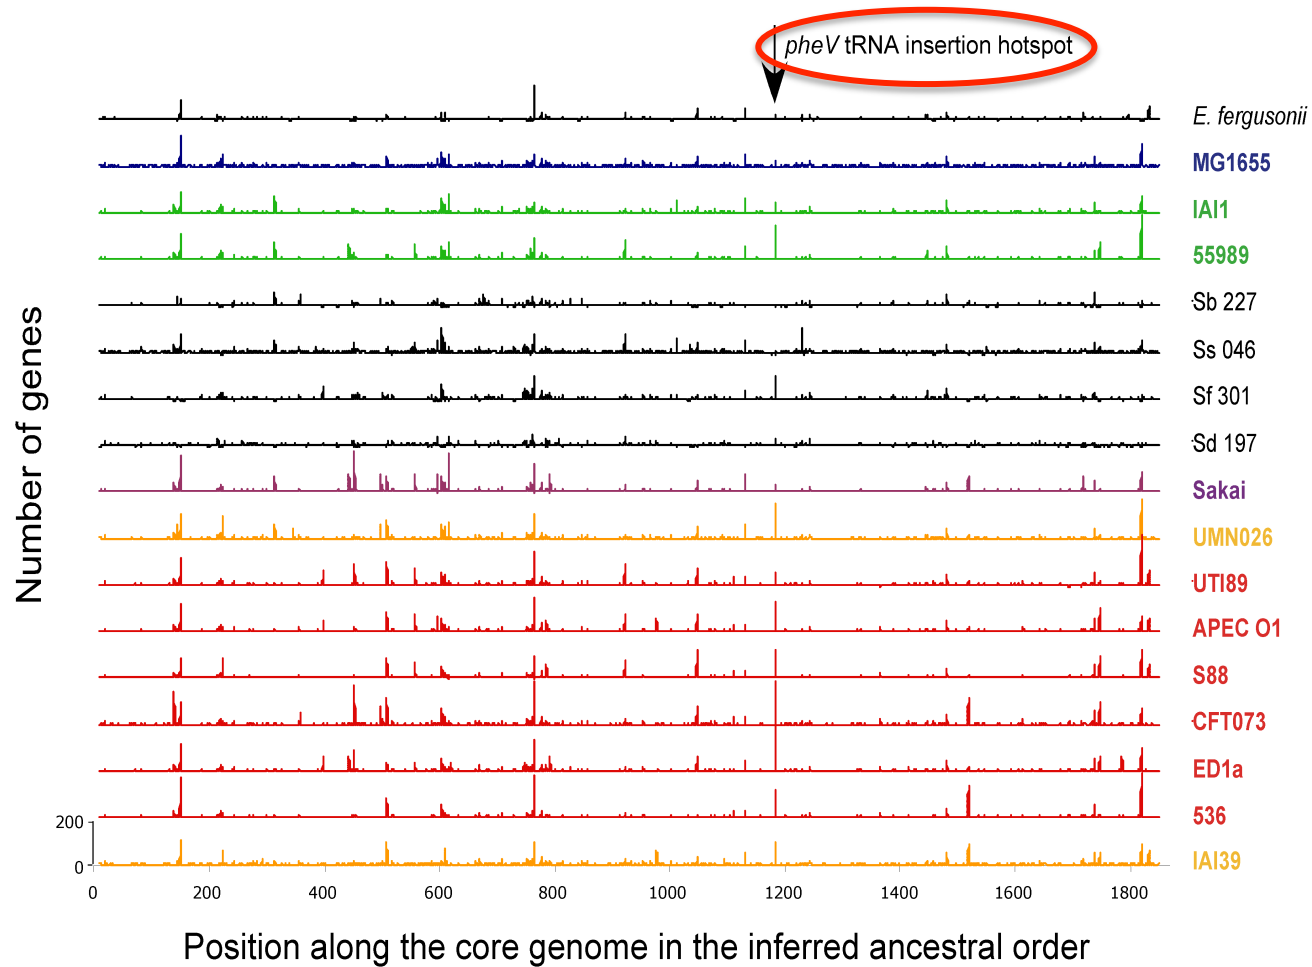 pheV tRNA insertion hotspot
E. fergusonii
MG1655
IAI1
55989
Sb 227
Ss 046
Sf 301
Sd 197
Sakai
UMN026
UTI89
APEC O1
S88
CFT073
ED1a
536
IAI39
Number of genes
200
0
0 200 400 600 800 1000 1200 1400 1600 1800
Position along the core genome in the inferred ancestral order